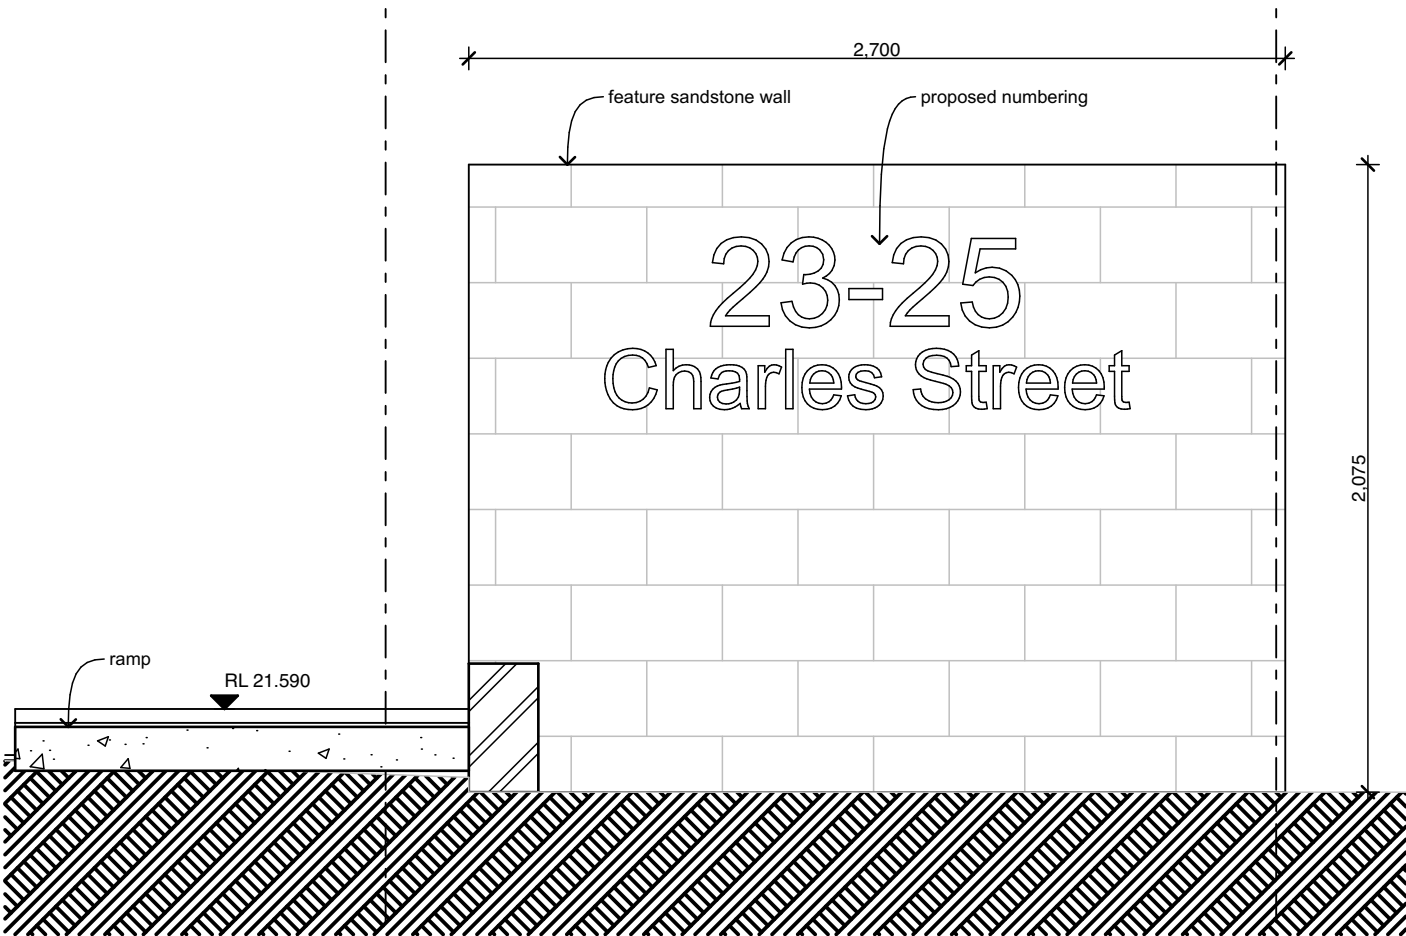 2,700
feature sandstone wall
proposed numbering
23-25
Charles Street
2,075
ramp
RL 21.590